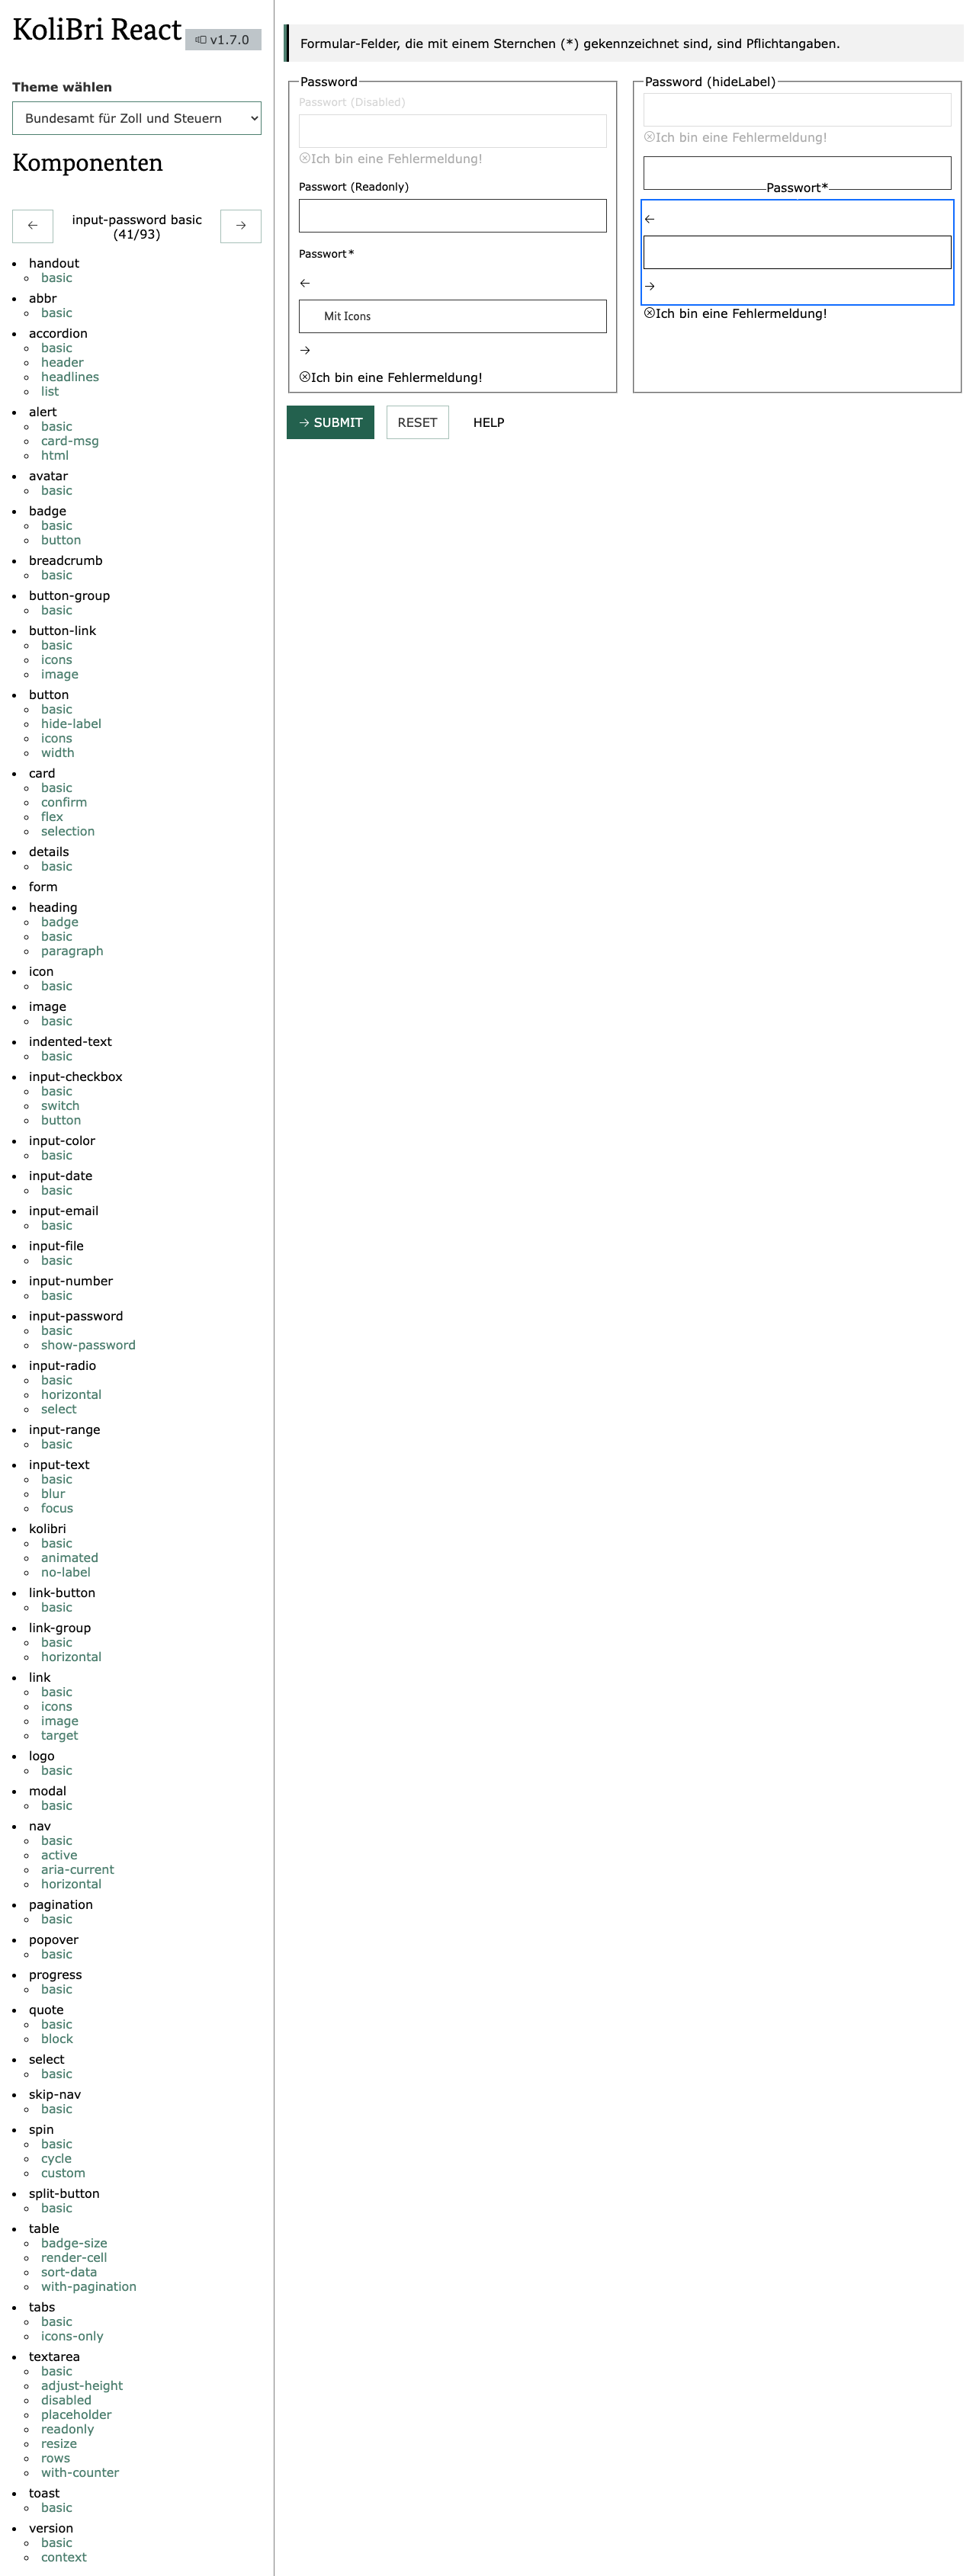 KoliBri React
v1.7.0
Theme wählen
Bundesamt für Zoll und Steuern
Komponenten
←
input-password basic
(41/93)
→
handout
basic
abbr
basic
accordion
basic
header
headlines
list
alert
basic
card-msg
html
avatar
basic
badge
basic
button
breadcrumb
basic
button-group
basic
button-link
basic
icons
image
button
basic
hide-label
icons
width
card
basic
confirm
flex
selection
details
basic
form
heading
badge
basic
paragraph
icon
basic
image
basic
indented-text
basic
input-checkbox
basic
switch
button
input-color
basic
input-date
basic
input-email
basic
input-file
basic
input-number
basic
input-password
basic
show-password
input-radio
basic
horizontal
select
input-range
basic
input-text
basic
blur
focus
kolibri
basic
animated
no-label
link-button
basic
link-group
basic
horizontal
link
basic
icons
image
target
logo
basic
modal
basic
nav
basic
active
aria-current
horizontal
pagination
basic
popover
basic
progress
basic
quote
basic
block
select
basic
skip-nav
basic
spin
basic
cycle
custom
split-button
basic
table
badge-size
render-cell
sort-data
with-pagination
tabs
basic
icons-only
textarea
basic
adjust-height
disabled
placeholder
readonly
resize
rows
with-counter
toast
basic
version
basic
context
Formular-Felder, die mit einem Sternchen (*) gekennzeichnet sind, sind Pflichtangaben.
Password
Passwort (Disabled)
Ich bin eine Fehlermeldung!
Passwort (Readonly)
Passwort*
←
Mit Icons
→
Ich bin eine Fehlermeldung!
Password (hideLabel)
Ich bin eine Fehlermeldung!
Passwort*
←
→
Ich bin eine Fehlermeldung!
→ SUBMIT
RESET
HELP